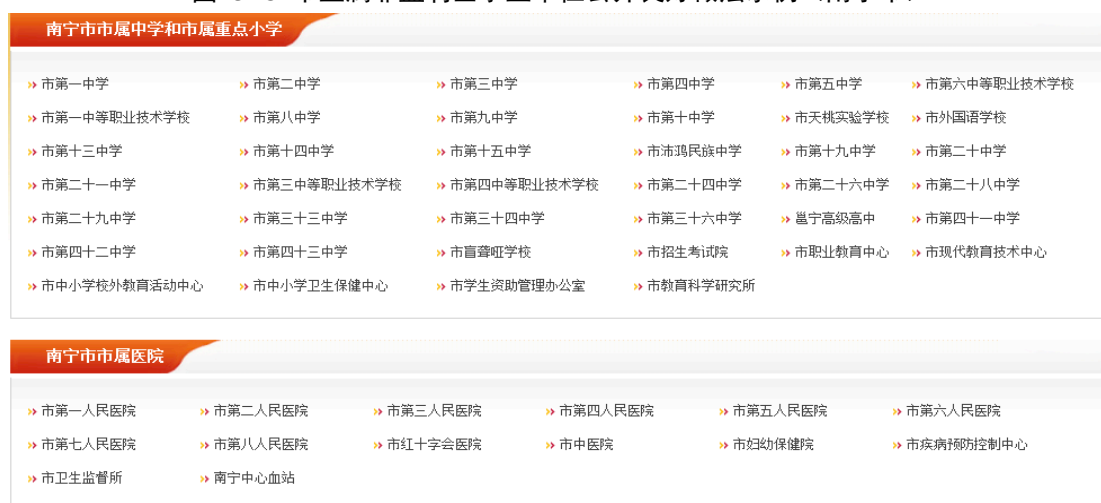 南宁市市属中学和市属重点小学
»市第一中学 »市第二中学 »市第三中学 »市第四中学 »市第五中学 »市第六中等职业技术学校
»市第一中等职业技术学校 »市第八中学 »市第九中学 »市第十中学 »市天桃实验学校 »市外国语学校
»市第十三中学 »市第十四中学 »市第十五中学 »市沛鸿民族中学 »市第十九中学 »市第二十中学
»市第二十一中学 »市第三中等职业技术学校 »市第四中等职业技术学校 »市第二十四中学 »市第二十六中学 »市第二十八中学
»市第二十九中学 »市第三十三中学 »市第三十四中学 »市第三十六中学 »邕宁高级高中 »市第四十一中学
»市第四十二中学 »市第四十三中学 »市盲聋哑学校 »市招生考试院 »市职业教育中心 »市现代教育技术中心
»市中小学校外教育活动中心 »市中小学卫生保健中心 »市学生资助管理办公室 »市教育科学研究所
南宁市市属医院
»市第一人民医院 »市第二人民医院 »市第三人民医院 »市第四人民医院 »市第五人民医院 »市第六人民医院
»市第七人民医院 »市第八人民医院 »市红十字会医院 »市中医院 »市妇幼保健院 »市疾病预防控制中心
»市卫生监督所 »南宁中心血站